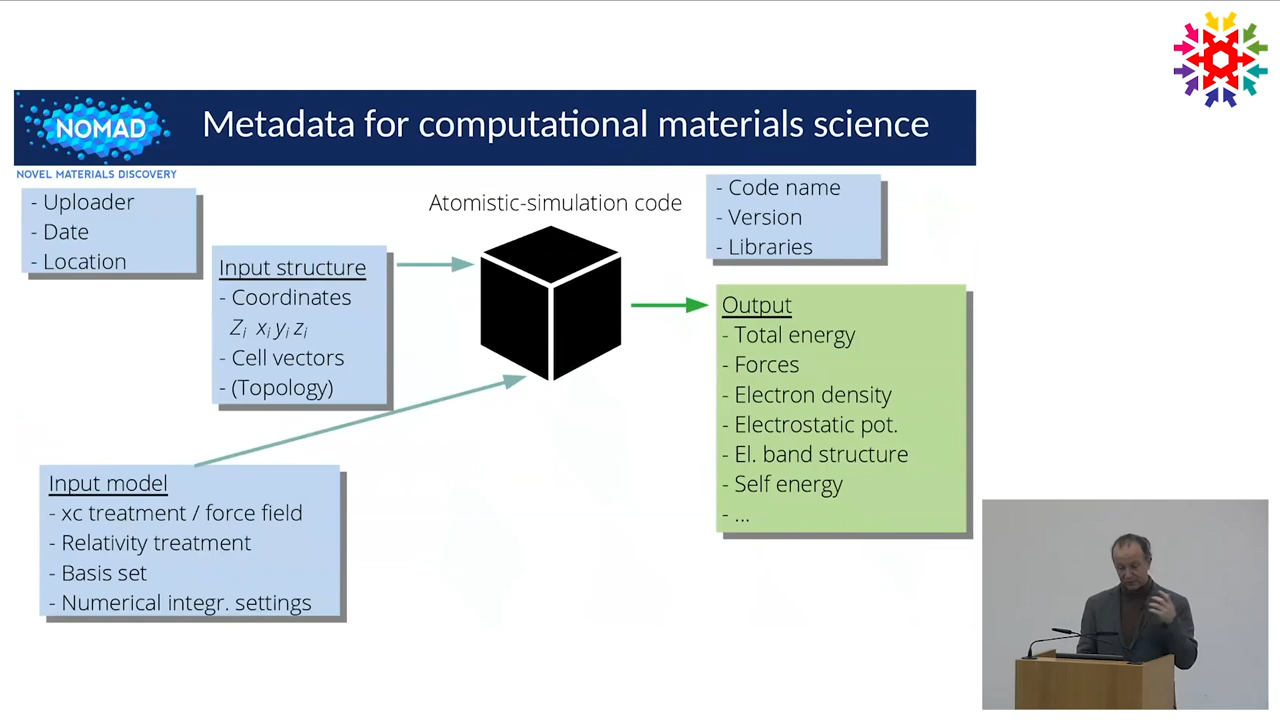 NOMAD
NOVEL MATERIALS DISCOVERY
Metadata for computational materials science
- Uploader
- Date
- Location
Input structure
- Coordinates
Zi xi yi zi
- Cell vectors
- (Topology)
Input model
- xc treatment / force field
- Relativity treatment
- Basis set
- Numerical integr. settings
Atomistic-simulation code
- Code name
- Version
- Libraries
Output
- Total energy
- Forces
- Electron density
- Electrostatic pot.
- El. band structure
- Self energy
- ...